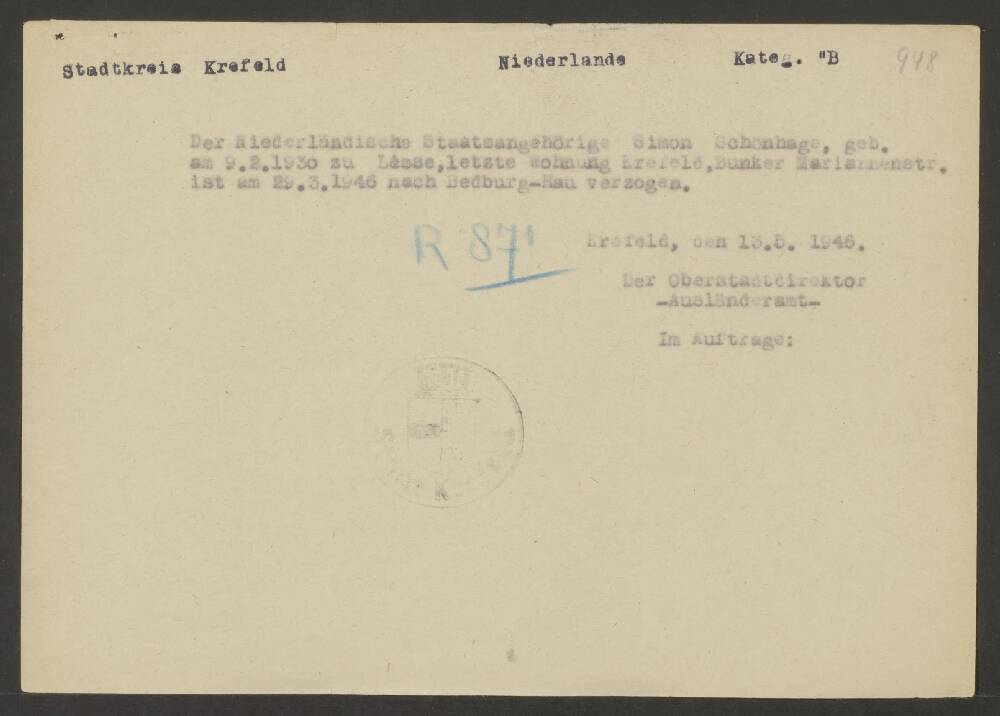 Stadtkreis Krefeld Niederlande Kateg. "B 948
Der Niederländische Staatsangehörige Simon Schönhage, geb.
am 9.2.1930 zu Lèsse,letzte Wohnung Krefeld,Bunker Mariannenstr.
ist am 29.3.1946 nach Bedburg-Hau verzogen.
R 871
Krefeld, den 13.5. 1946.
Der Oberstadtdirektor
-Ausländeramt-
Im Auftrage: